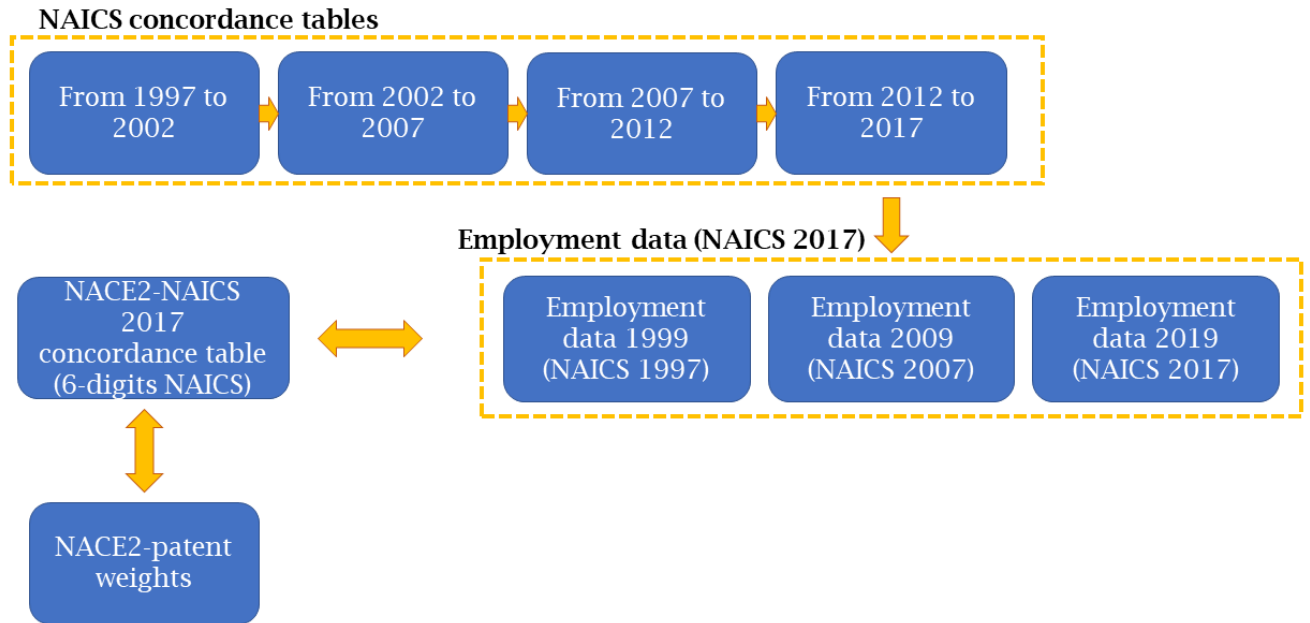 NAICS concordance tables
From 1997 to
2002
From 2002 to
2007
From 2007 to
2012
From 2012 to
2017
Employment data (NAICS 2017)
NACE2-NAICS
2017
concordance table
(6-digits NAICS)
Employment
data 1999
(NAICS 1997)
Employment
data 2009
(NAICS 2007)
Employment
data 2019
(NAICS 2017)
NACE2-patent
weights